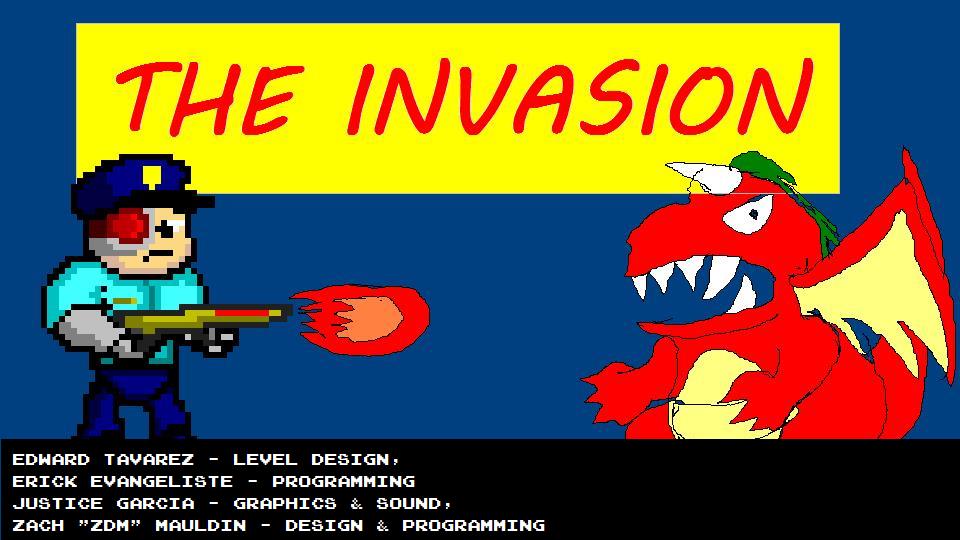 THE INVASION
EDWARD TAVAREZ - LEVEL DESIGN,
ERICK EVANGELISTE - PROGRAMMING
JUSTICE GARCIA - GRAPHICS & SOUND,
ZACH "ZDM" MAULDIN - DESIGN & PROGRAMMING